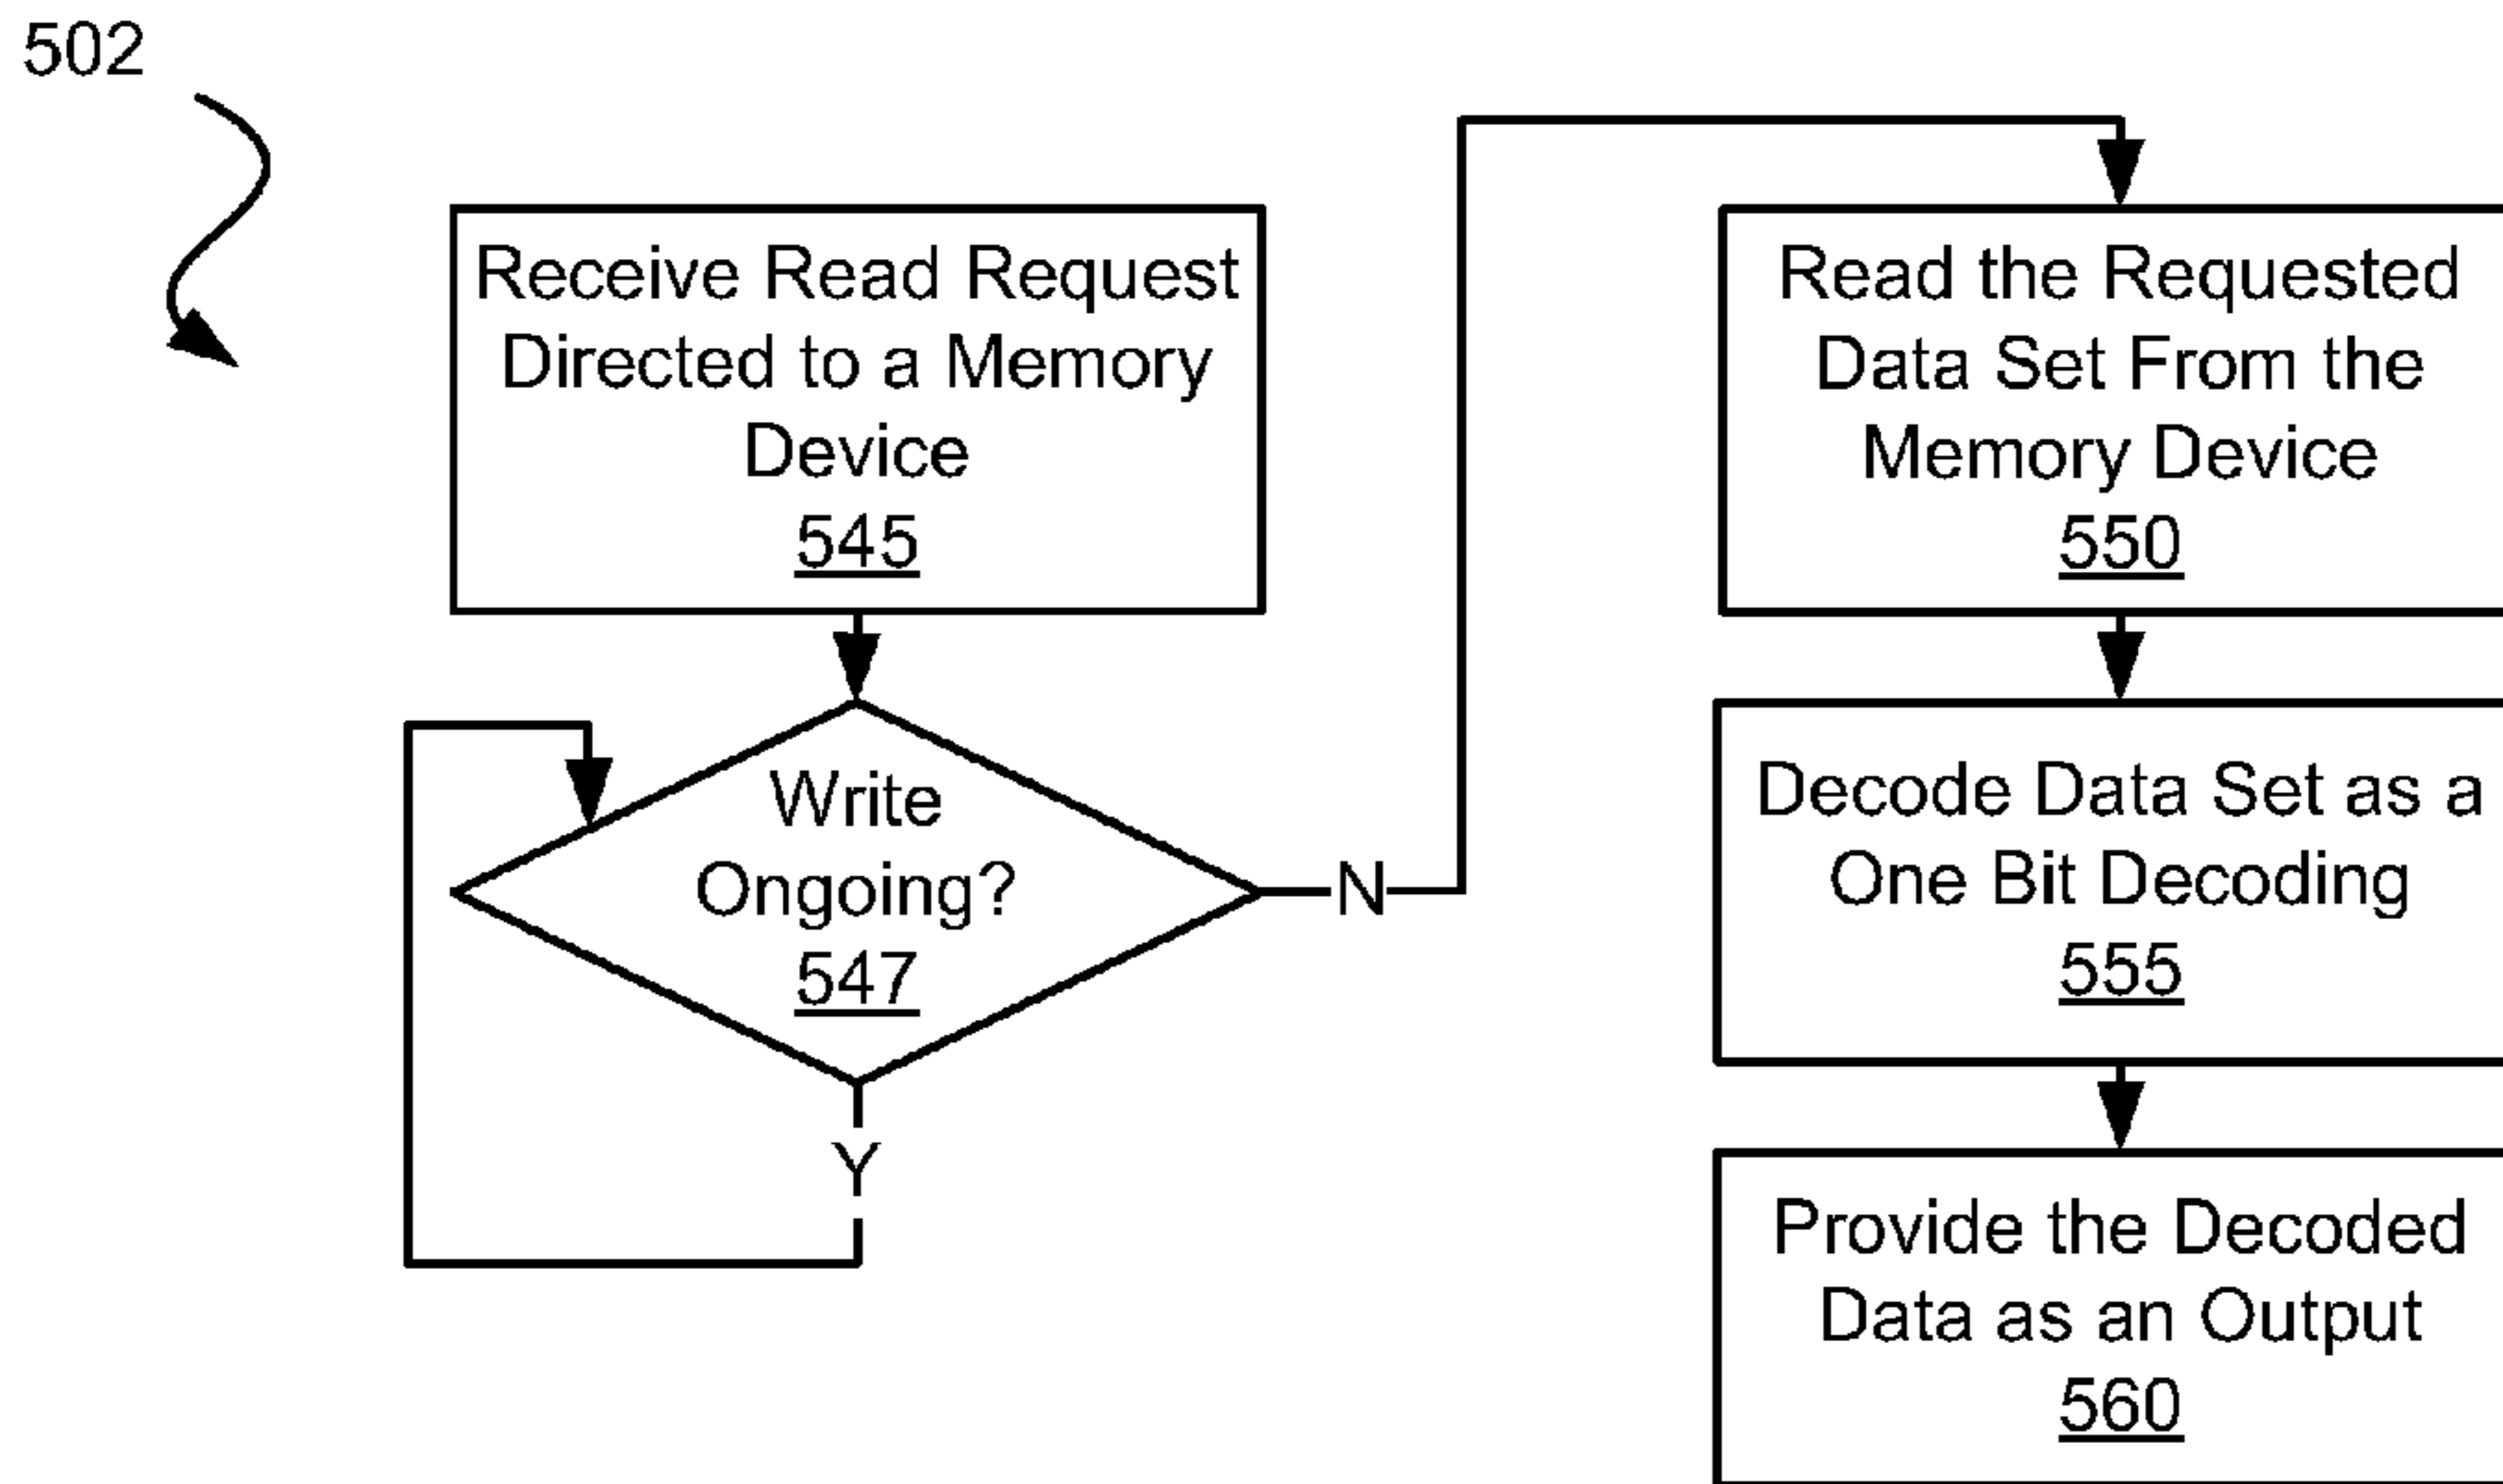 502
Receive Read Request
Directed to a Memory
Device
545
Write
Ongoing?
547
N
Y
Read the Requested
Data Set From the
Memory Device
550
Decode Data Set as a
One Bit Decoding
555
Provide the Decoded
Data as an Output
560